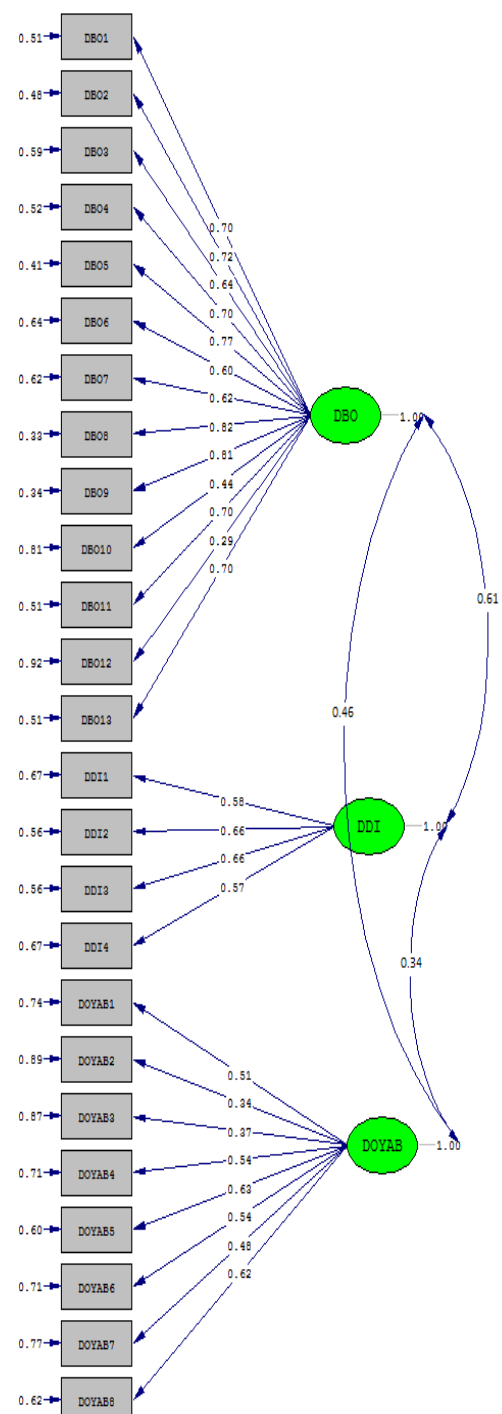 0.51 DBO1
0.48 DBO2
0.59 DBO3
0.52 DBO4
0.41 DBO5
0.64 DBO6
0.62 DBO7
0.33 DBO8
0.34 DBO9
0.81 DBO10
0.51 DBO11
0.92 DBO12
0.51 DBO13
0.67 DDI1
0.56 DDI2
0.56 DDI3
0.67 DDI4
0.74 DOYAB1
0.89 DOYAB2
0.87 DOYAB3
0.71 DOYAB4
0.60 DOYAB5
0.71 DOYAB6
0.77 DOYAB7
0.62 DOYAB8
0.70
0.72
0.64
0.70
0.77
0.60
0.62
0.82
0.81
0.44
0.70
0.29
0.70
DBO 1.00
0.58
0.66
0.66
0.57
DDI 1.00
0.51
0.34
0.37
0.54
0.63
0.54
0.48
0.62
DOYAB 1.00
0.61
0.46
0.34